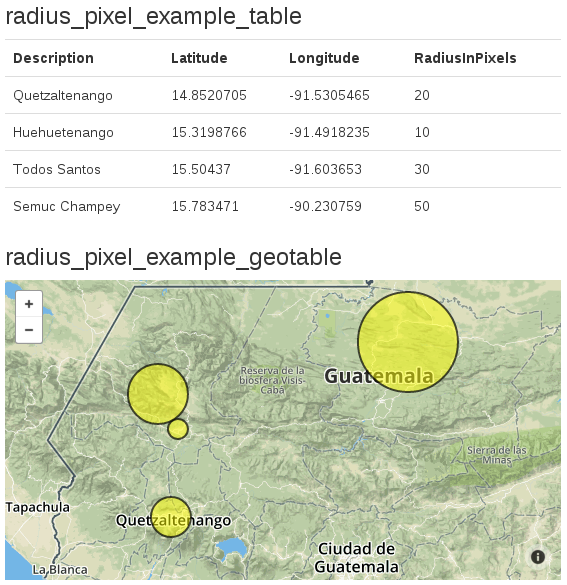 radius_pixel_example_table
Description Latitude Longitude RadiusInPixels
Quetzaltenango 14.8520705 -91.5305465 20
Huehuetenango 15.3198766 -91.4918235 10
Todos Santos 15.50437 -91.603653 30
Semuc Champey 15.783471 -90.230759 50
radius_pixel_example_geotable
+
−
Reserva de la
biosfera Visis-
Cabá
Guatemala
Sierra de las
Minas
Tapachula
Quetzaltenango
Ciudad de
Guatemala
La Blanca
i